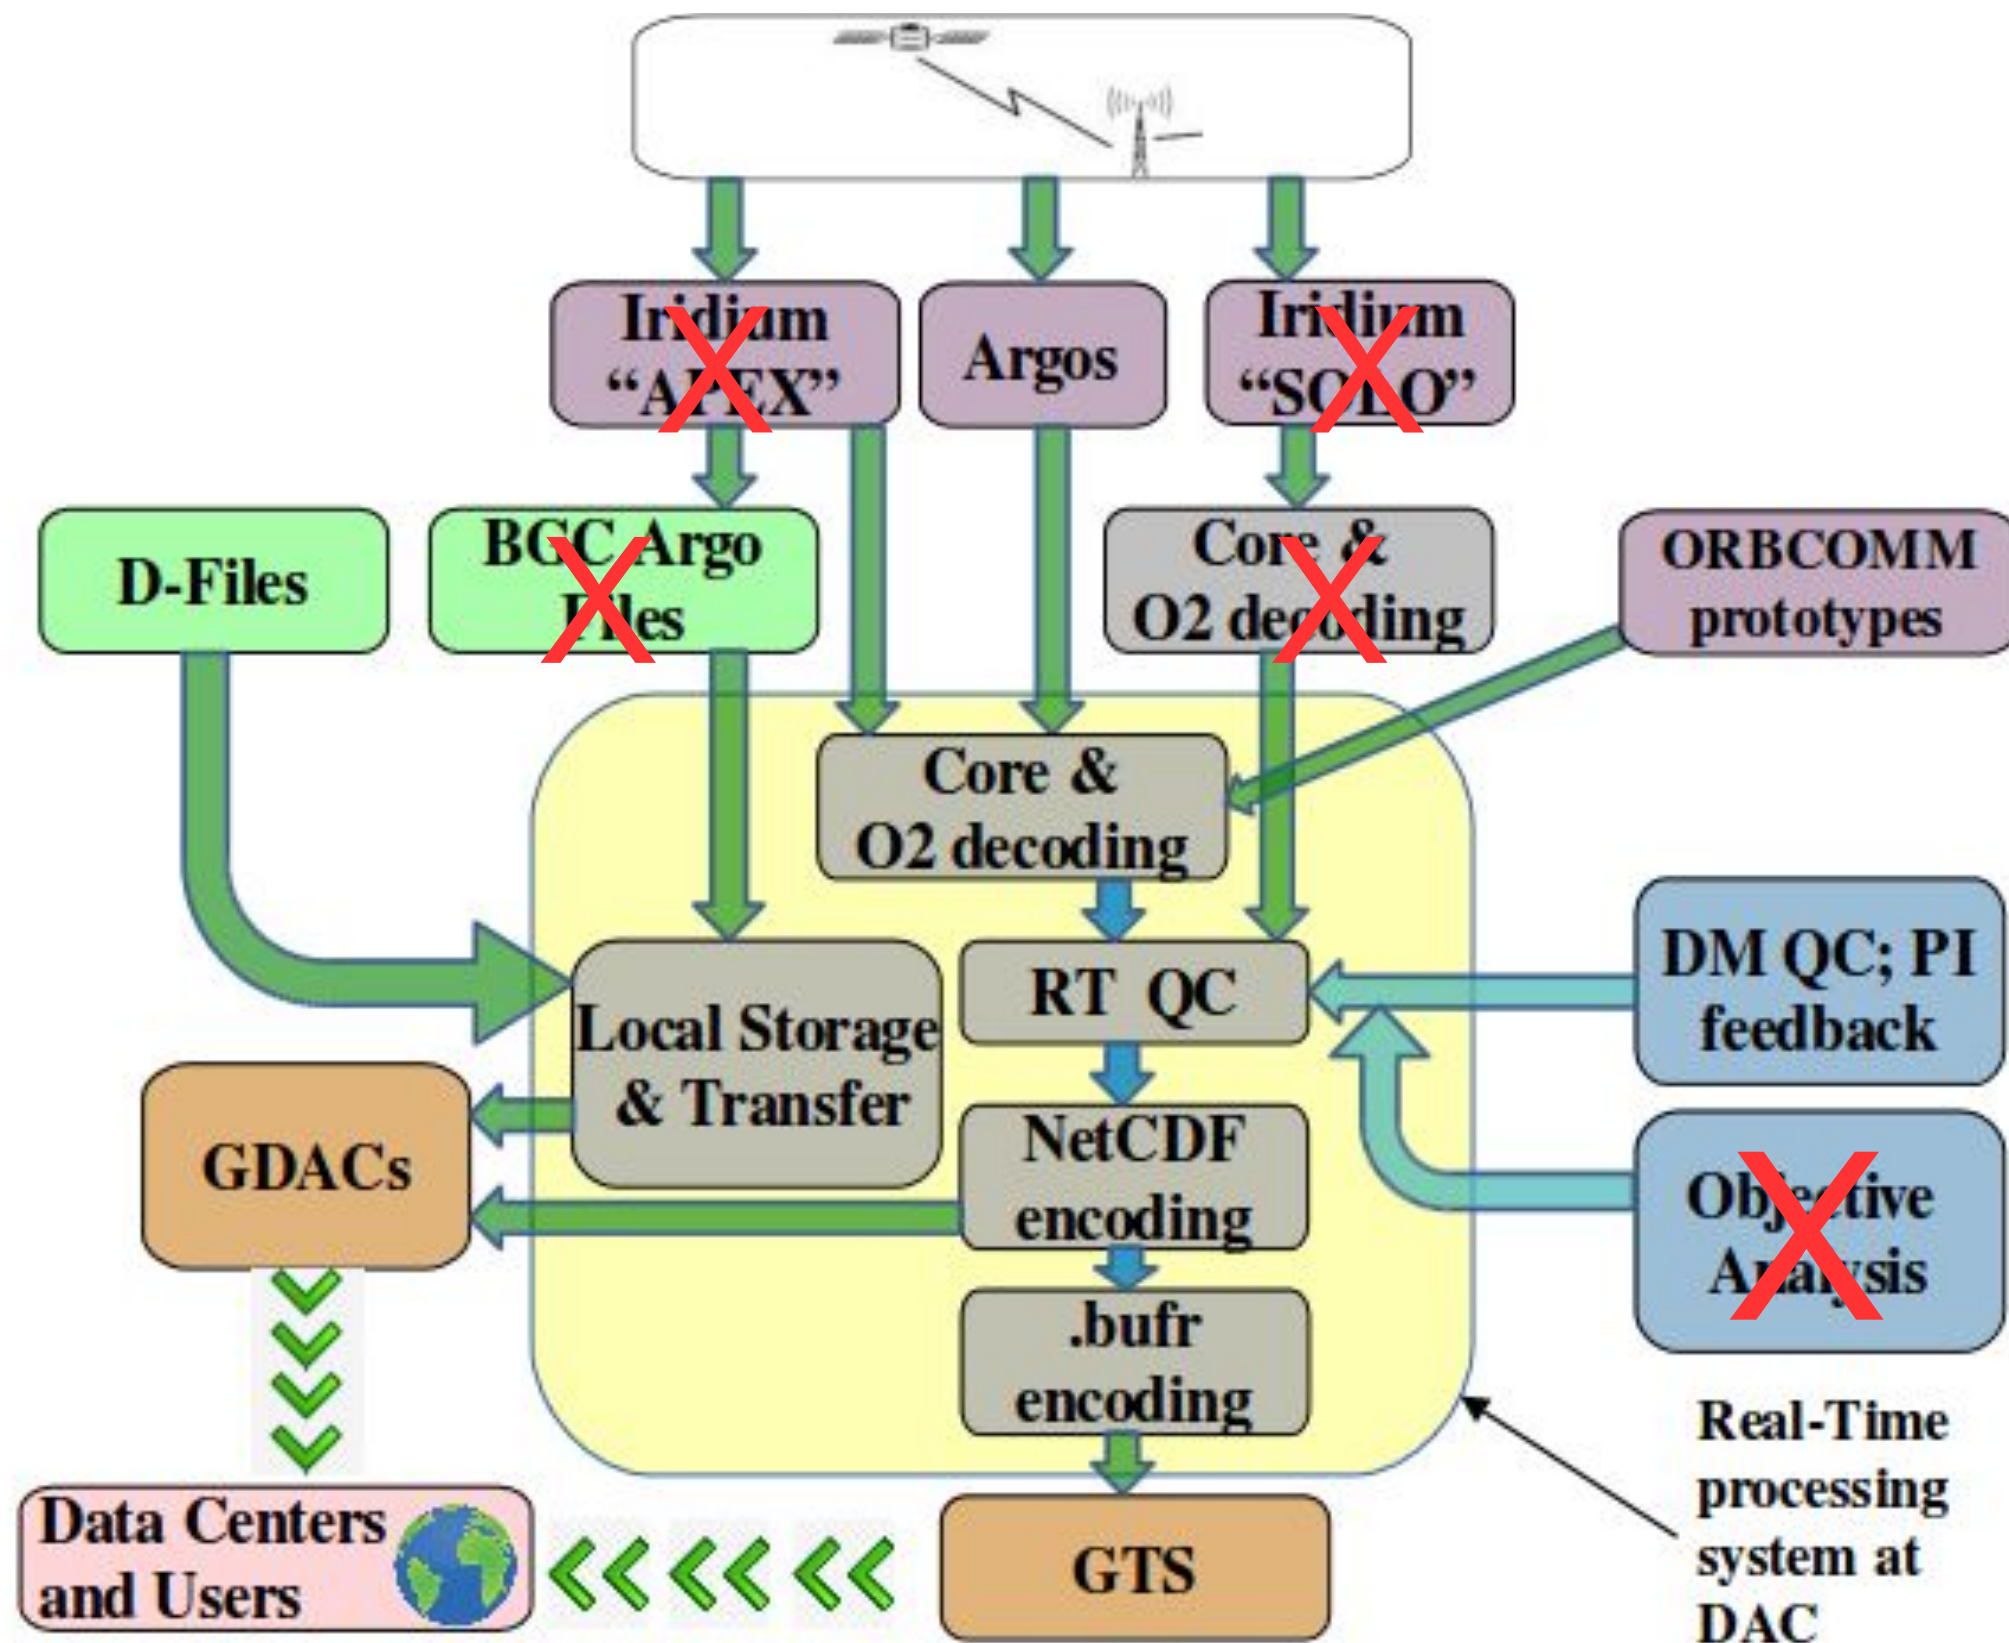 Iridium
“APEX”
Argos
Iridium
“SOLO”
D-Files
BGC Argo
Files
Core &
O2 decoding
ORBCOMM
prototypes
Core &
O2 decoding
DM QC; PI
feedback
RT QC
Local Storage
& Transfer
GDACs
NetCDF
encoding
Objective
Analysis
.bufr
encoding
Real-Time
processing
system at
DAC
Data Centers
and Users
GTS